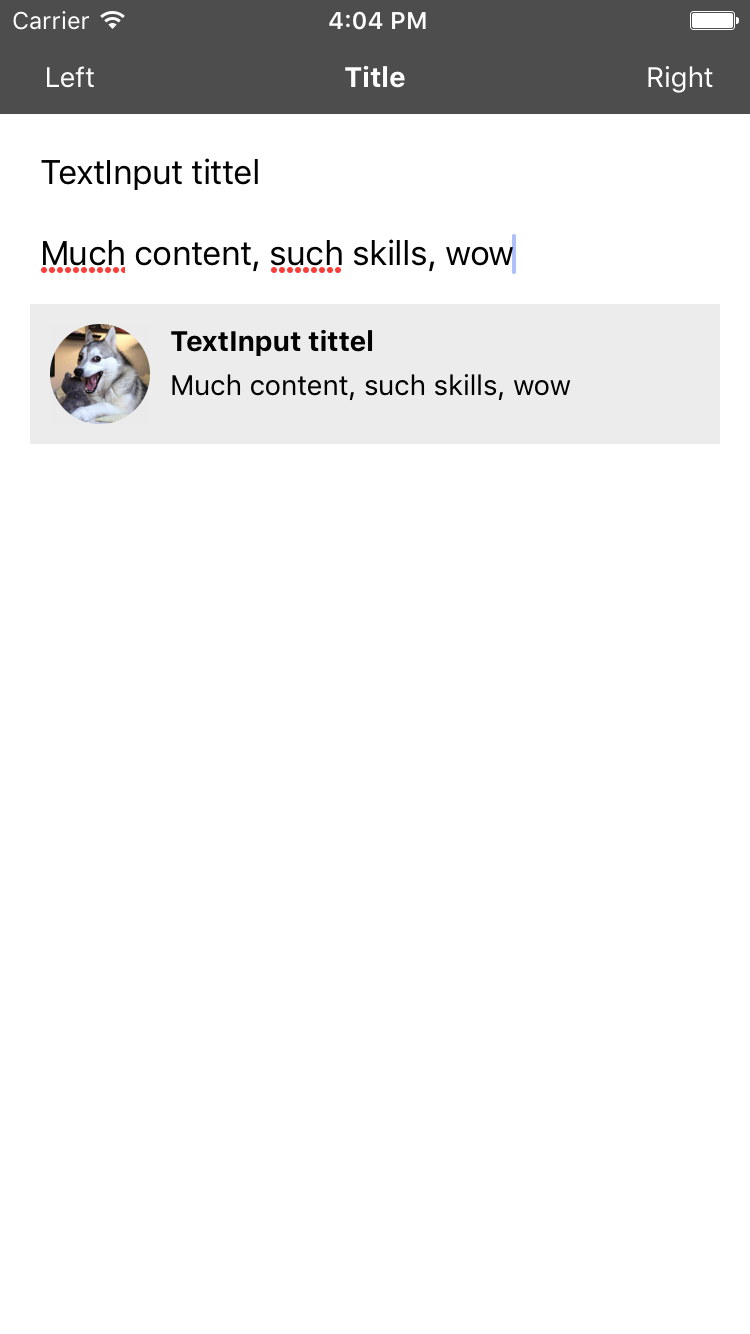 Carrier 4:04 PM
Left Title Right
TextInput tittel
Much content, such skills, wow
TextInput tittel
Much content, such skills, wow